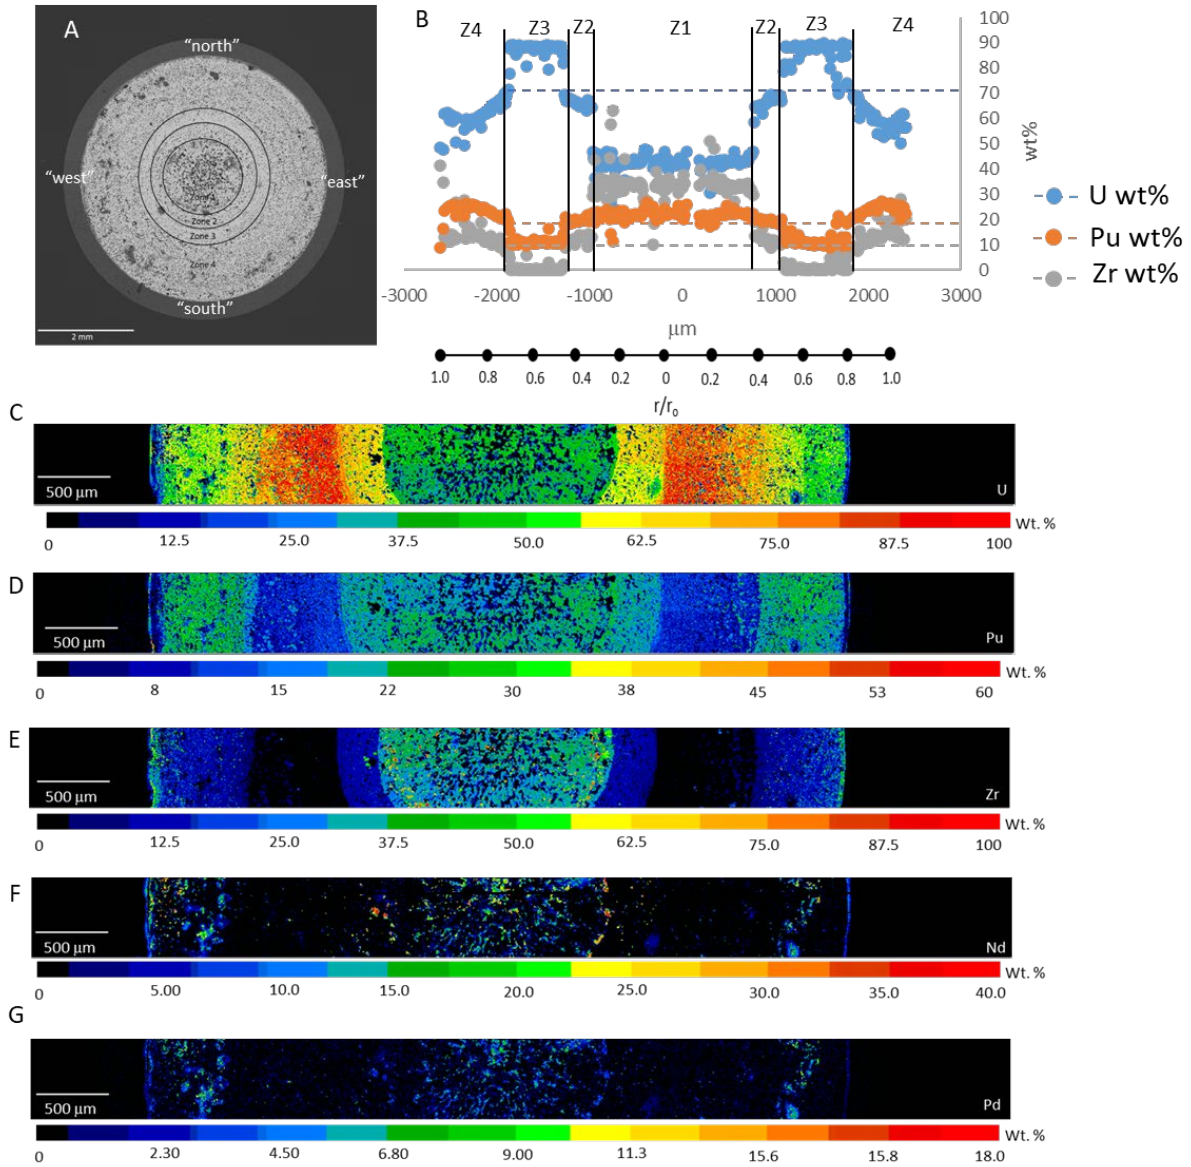 A
"north"
"west"
"east"
Zone 2
Zone 3
Zone 4
"south"
2 mm
B
Z4 Z3 Z2 Z1 Z2 Z3 Z4
100
90
80
70
60
50
40
30
20
10
0
wt%
-3000 -2000 -1000 0 1000 2000 3000
µm
U wt%
Pu wt%
Zr wt%
1.0 0.8 0.6 0.4 0.2 0 0.2 0.4 0.6 0.8 1.0
r/r₀
C
500 µm
U
0 12.5 25.0 37.5 50.0 62.5 75.0 87.5 100 Wt. %
D
500 µm
Pu
0 8 15 22 30 38 45 53 60 Wt. %
E
500 µm
Zr
0 12.5 25.0 37.5 50.0 62.5 75.0 87.5 100 Wt. %
F
500 µm
Nd
0 5.00 10.0 15.0 20.0 25.0 30.0 35.0 40.0 Wt. %
G
500 µm
Pd
0 2.30 4.50 6.80 9.00 11.3 15.6 15.8 18.0 Wt. %